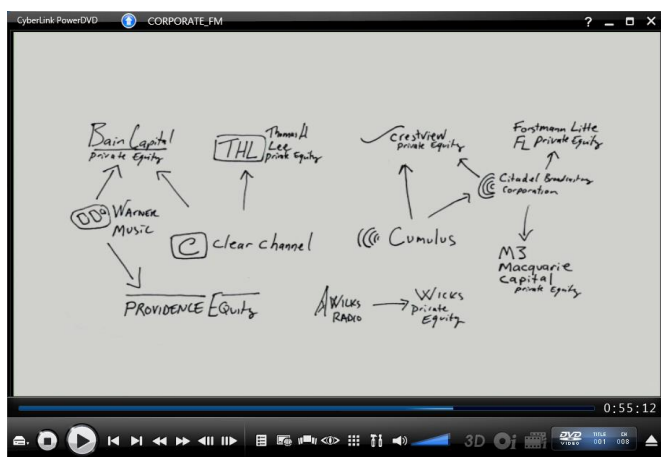 CyberLink PowerDVD
CORPORATE_FM
Bain Capital
private Equity
THL
Thomas H
Lee
private Equity
Crestview
private Equity
Forstmann Litte
FL private Equity
Citadel Broadcasting
Corporation
WARNER
MUSIC
C
clear channel
Cumulus
M3
Macquarie
Capital
private Equity
PROVIDENCE EQuity
WICKS
RADIO
WICKS
private
Equity
0:55:12
3D
DVD
VIDEO
TITLE
001
CH
008